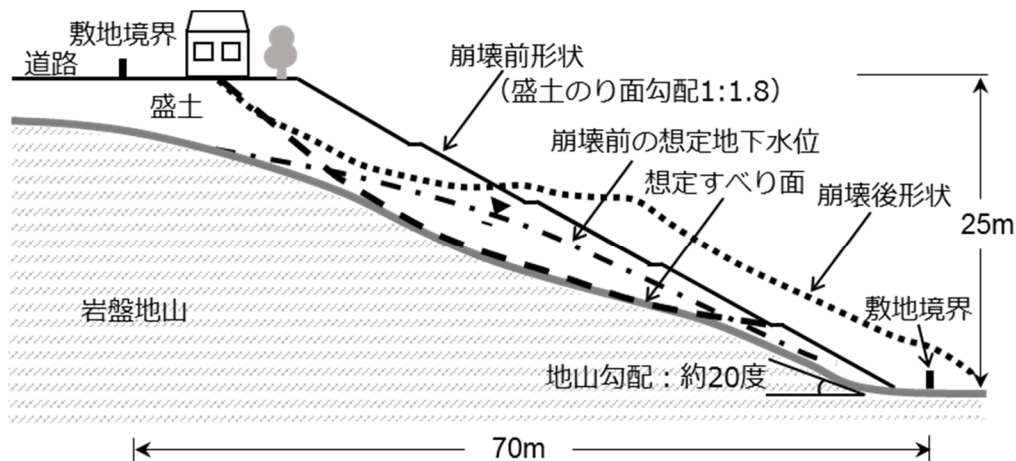 敷地境界
道路
盛土
崩壊前形状
（盛土のり面勾配1:1.8）
崩壊前の想定地下水位
想定すべり面
崩壊後形状
25m
岩盤地山
敷地境界
地山勾配：約20度
70m